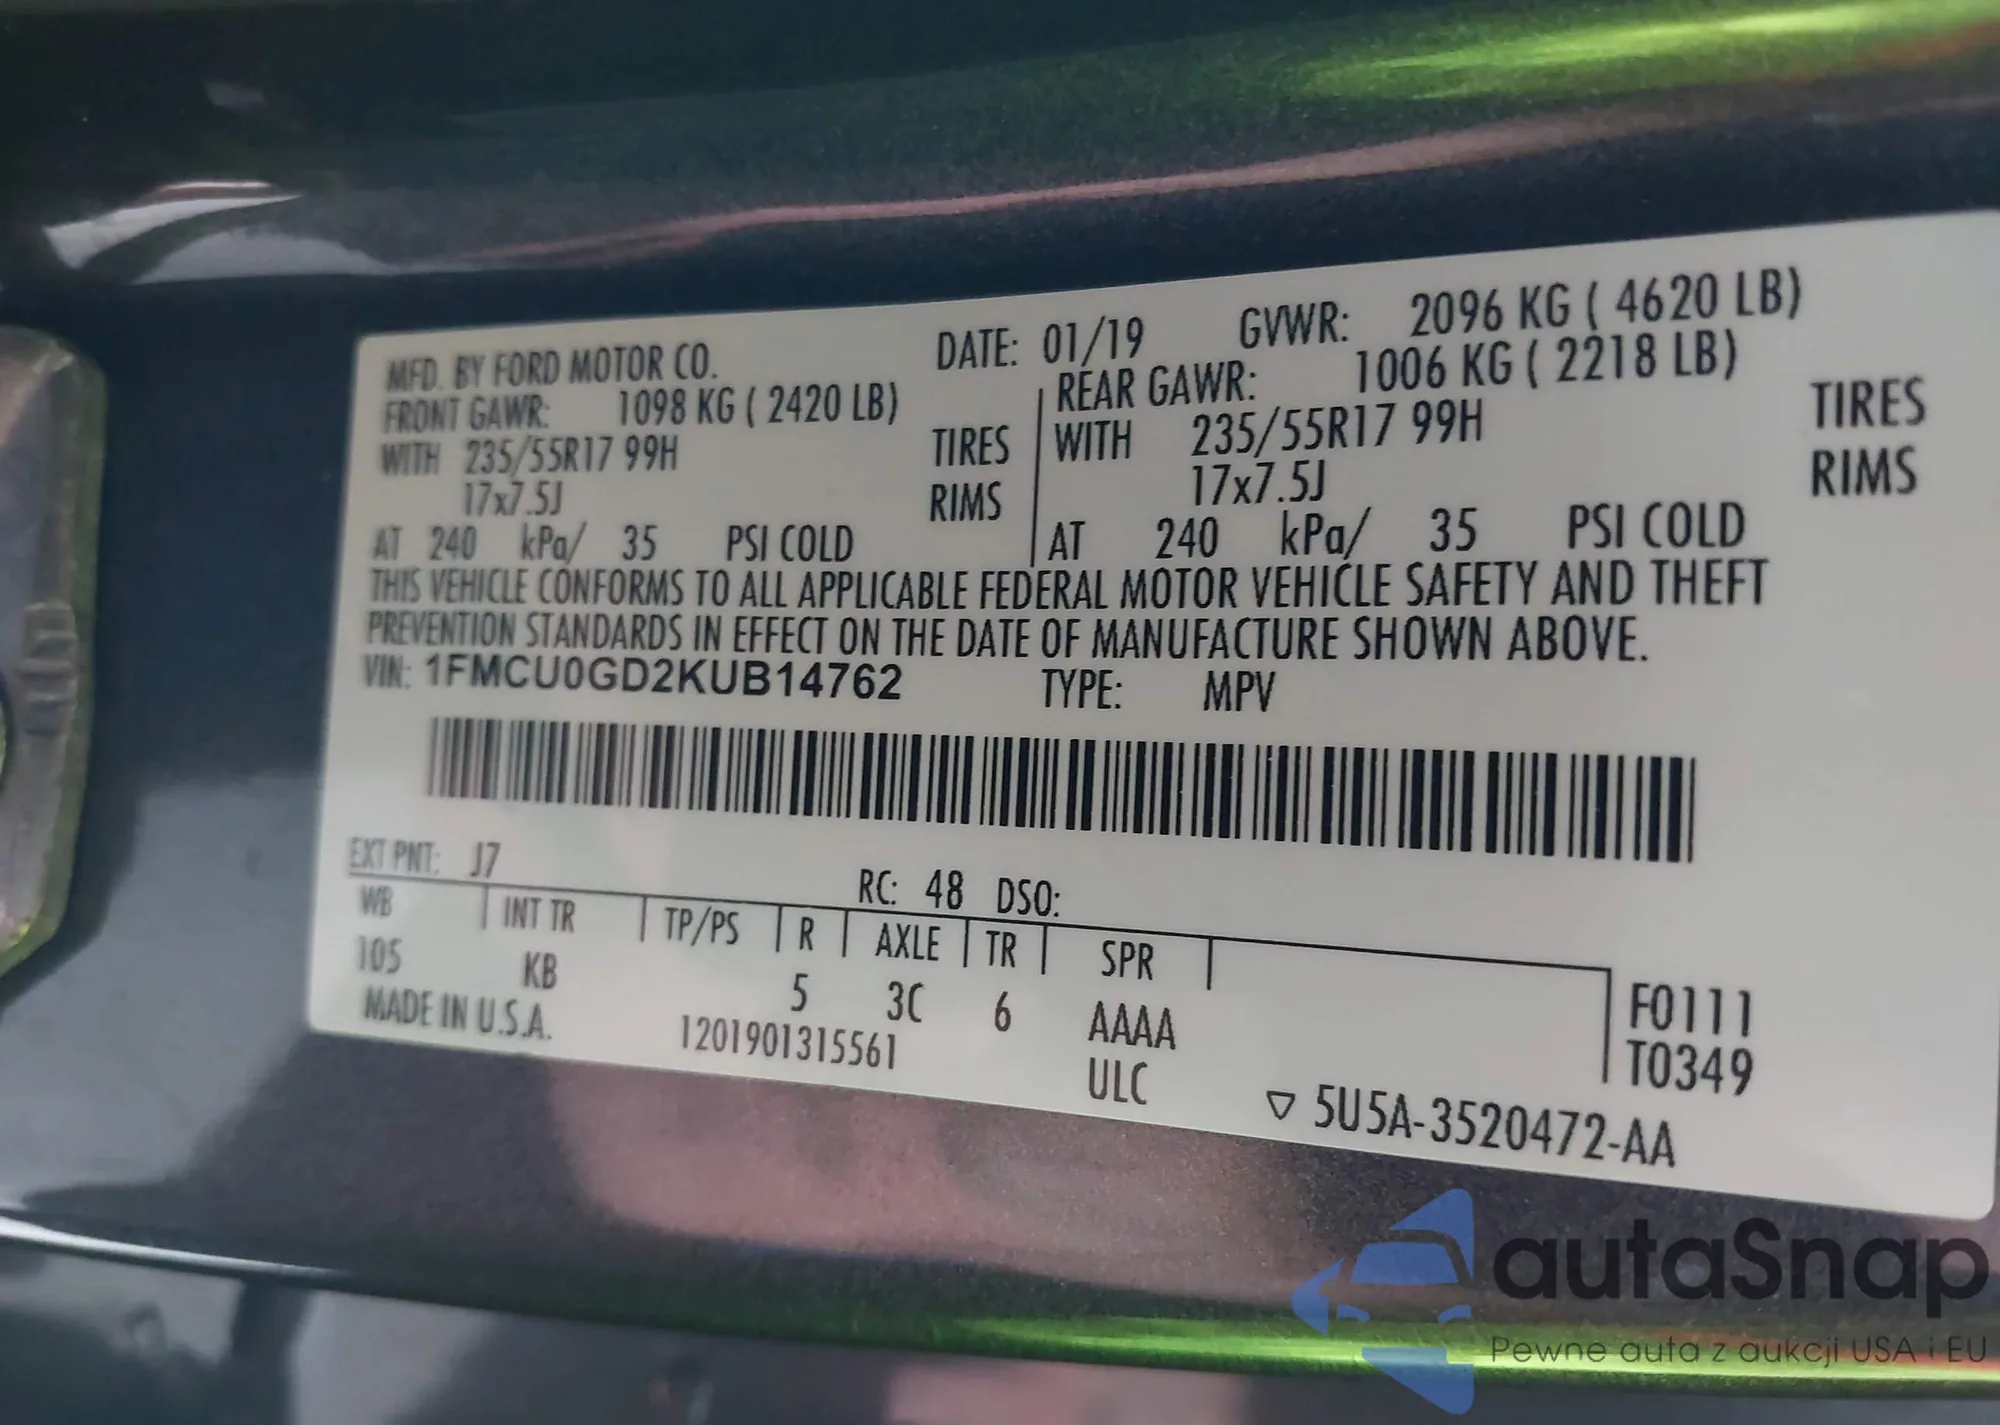 MFD. BY FORD MOTOR CO. DATE: 01/19 GVWR: 2096 KG ( 4620 LB)
FRONT GAWR: 1098 KG ( 2420 LB) REAR GAWR: 1006 KG ( 2218 LB)
WITH 235/55R17 99H TIRES WITH 235/55R17 99H TIRES
17x7.5J RIMS 17x7.5J RIMS
AT 240 kPa/ 35 PSI COLD AT 240 kPa/ 35 PSI COLD
THIS VEHICLE CONFORMS TO ALL APPLICABLE FEDERAL MOTOR VEHICLE SAFETY AND THEFT
PREVENTION STANDARDS IN EFFECT ON THE DATE OF MANUFACTURE SHOWN ABOVE.
VIN: 1FMCU0GD2KUB14762 TYPE: MPV
EXT PNT: J7 RC: 48 DSO:
WB INT TR TP/PS R AXLE TR SPR
105 KB 5 3C 6 AAAA F0111
MADE IN U.S.A. 1201901315561 ULC T0349
▽ 5U5A-3520472-AA
autaSnap
Pewne auta z aukcji USA i EU